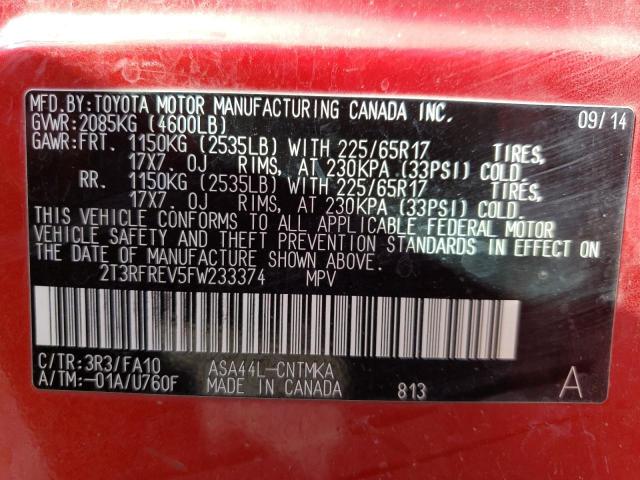 MFD.BY:TOYOTA MOTOR MANUFACTURING CANADA INC. 09/14
GVWR:2085KG (4600LB)
GAWR:FRT. 1150KG (2535LB) WITH 225/65R17 TIRES,
17X7. 0J RIMS, AT 230KPA (33PSI) COLD.
RR. 1150KG (2535LB) WITH 225/65R17 TIRES,
17X7. 0J RIMS, AT 230KPA (33PSI) COLD.
THIS VEHICLE CONFORMS TO ALL APPLICABLE FEDERAL MOTOR
VEHICLE SAFETY AND THEFT PREVENTION STANDARDS IN EFFECT ON
THE DATE OF MANUFACTURE SHOWN ABOVE.
2T3RFREV5FW233374 MPV
C/TR:3R3/FA10 ASA44L-CNTMKA
A/TM:-01A/U760F MADE IN CANADA 813 A